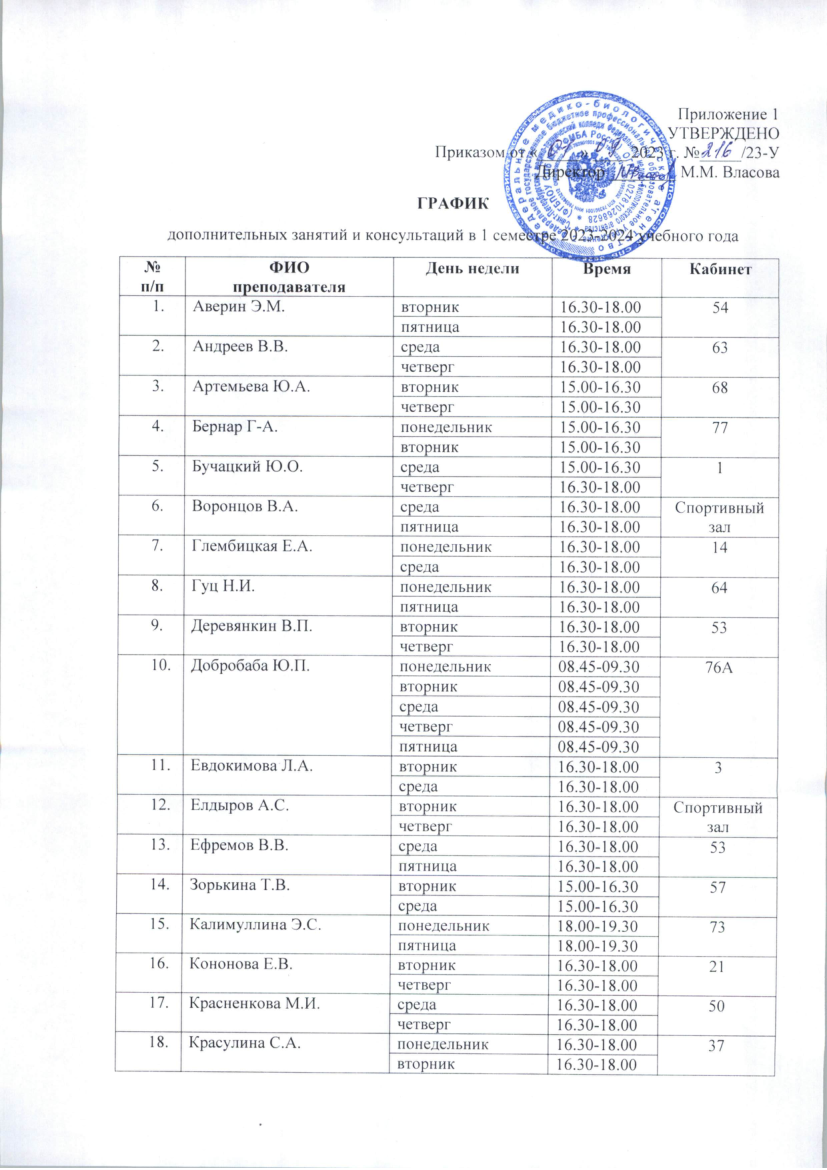 Приложение 1
УТВЕРЖДЕНО
Приказом от « 07 » 09 2023 г. № 216 /23-У
Директор М.М. Власова
ГРАФИК
дополнительных занятий и консультаций в 1 семестре 2023-2024 учебного года
№ п/п ФИО преподавателя День недели Время Кабинет
1. Аверин Э.М. вторник 16.30-18.00 54
пятница 16.30-18.00
2. Андреев В.В. среда 16.30-18.00 63
четверг 16.30-18.00
3. Артемьева Ю.А. вторник 15.00-16.30 68
четверг 15.00-16.30
4. Бернар Г-А. понедельник 15.00-16.30 77
вторник 15.00-16.30
5. Бучацкий Ю.О. среда 15.00-16.30 1
четверг 16.30-18.00
6. Воронцов В.А. среда 16.30-18.00 Спортивный
пятница 16.30-18.00 зал
7. Глембицкая Е.А. понедельник 16.30-18.00 14
среда 16.30-18.00
8. Гуц Н.И. понедельник 16.30-18.00 64
пятница 16.30-18.00
9. Деревянкин В.П. вторник 16.30-18.00 53
четверг 16.30-18.00
10. Добробаба Ю.П. понедельник 08.45-09.30 76А
вторник 08.45-09.30
среда 08.45-09.30
четверг 08.45-09.30
пятница 08.45-09.30
11. Евдокимова Л.А. вторник 16.30-18.00 3
среда 16.30-18.00
12. Елдыров А.С. вторник 16.30-18.00 Спортивный
четверг 16.30-18.00 зал
13. Ефремов В.В. среда 16.30-18.00 53
пятница 16.30-18.00
14. Зорькина Т.В. вторник 15.00-16.30 57
среда 15.00-16.30
15. Калимуллина Э.С. понедельник 18.00-19.30 73
пятница 18.00-19.30
16. Кононова Е.В. вторник 16.30-18.00 21
четверг 16.30-18.00
17. Красненкова М.И. среда 16.30-18.00 50
четверг 16.30-18.00
18. Красулина С.А. понедельник 16.30-18.00 37
вторник 16.30-18.00